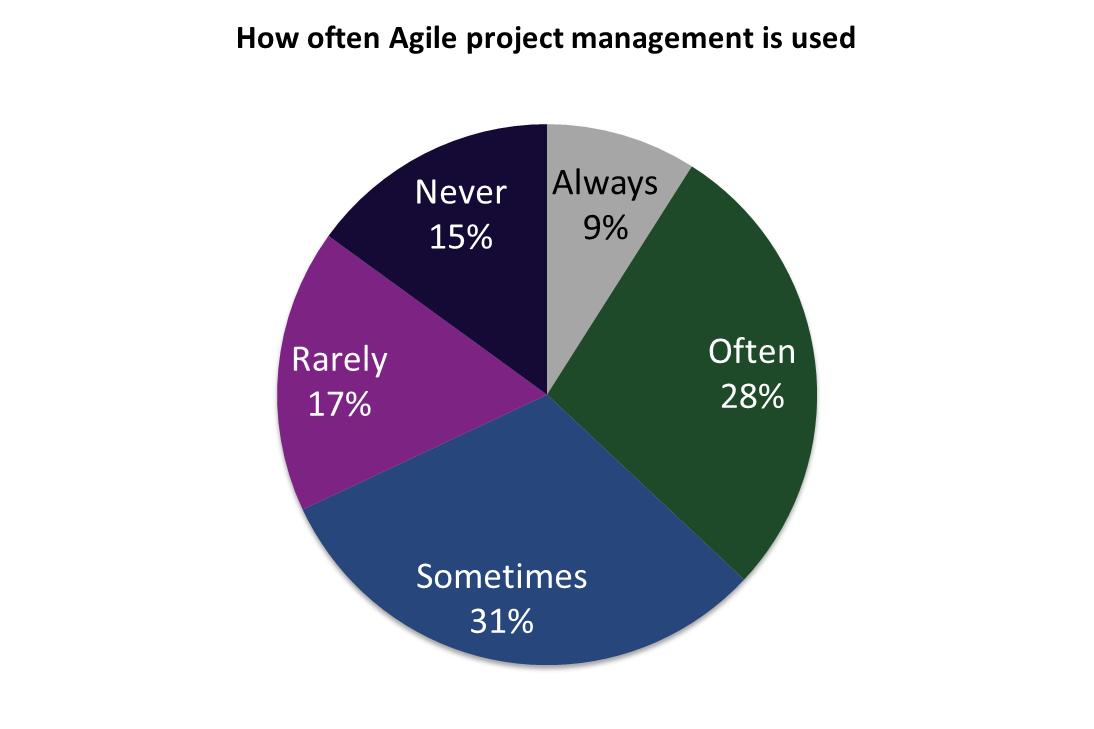 How often Agile project management is used
Always
9%
Often
28%
Sometimes
31%
Rarely
17%
Never
15%